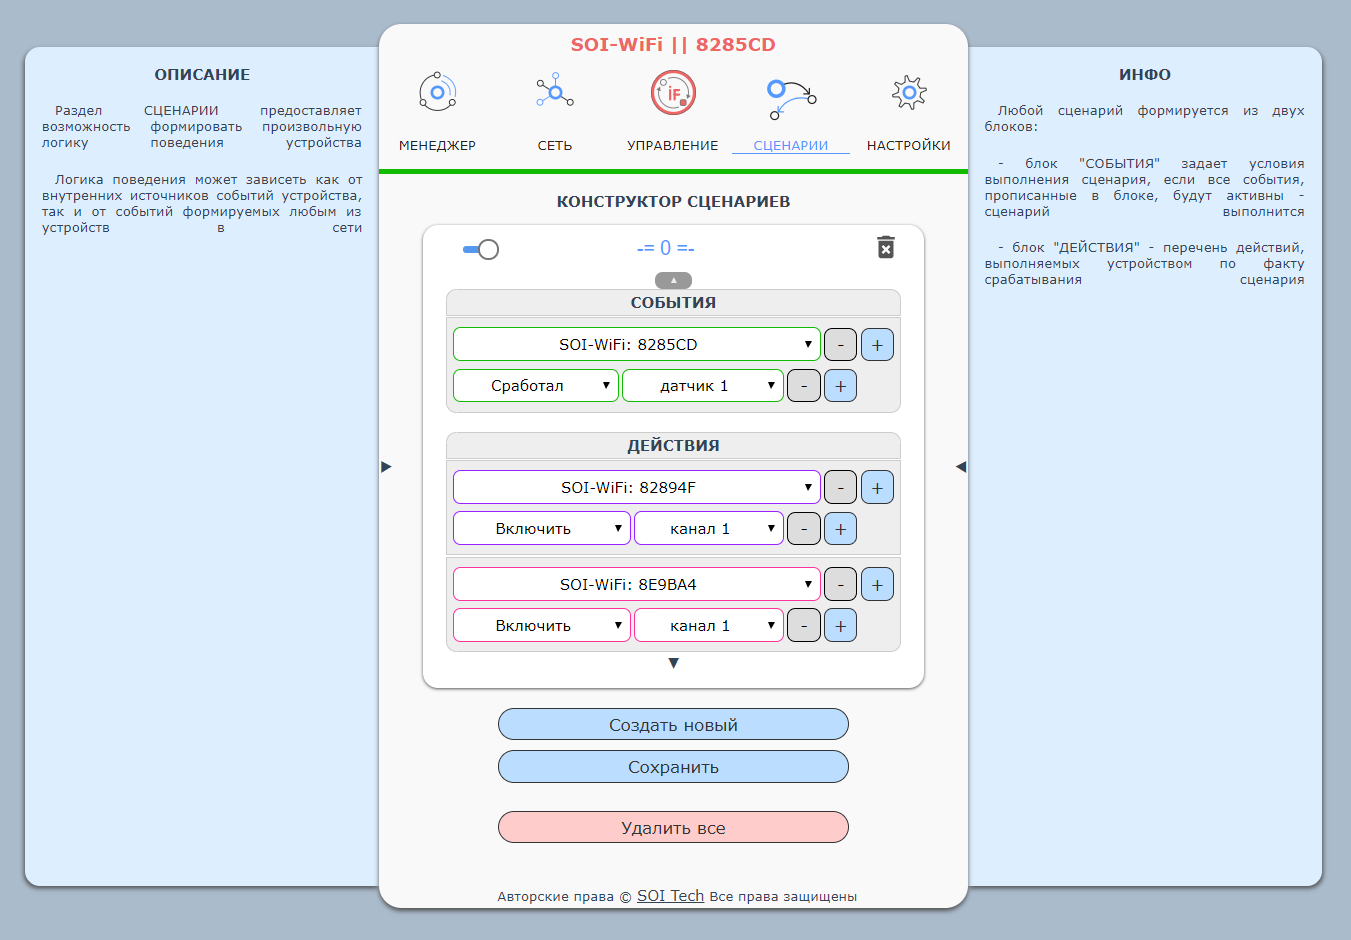 SOI-WiFi || 8285CD
МЕНЕДЖЕР
СЕТЬ
iF
УПРАВЛЕНИЕ
СЦЕНАРИИ
НАСТРОЙКИ
ОПИСАНИЕ
Раздел СЦЕНАРИИ предоставляет
возможность формировать произвольную
логику поведения устройства
Логика поведения может зависеть как от
внутренних источников событий устройства,
так и от событий формируемых любым из
устройств в сети
КОНСТРУКТОР СЦЕНАРИЕВ
-= 0 =-
СОБЫТИЯ
SOI-WiFi: 8285CD - +
Сработал датчик 1 - +
ДЕЙСТВИЯ
SOI-WiFi: 82894F - +
Включить канал 1 - +
SOI-WiFi: 8E9BA4 - +
Включить канал 1 - +
Создать новый
Сохранить
Удалить все
Авторские права © SOI Tech Все права защищены
ИНФО
Любой сценарий формируется из двух
блоков:
- блок "СОБЫТИЯ" задает условия
выполнения сценария, если все события,
прописанные в блоке, будут активны -
сценарий выполнится
- блок "ДЕЙСТВИЯ" - перечень действий,
выполняемых устройством по факту
срабатывания сценария